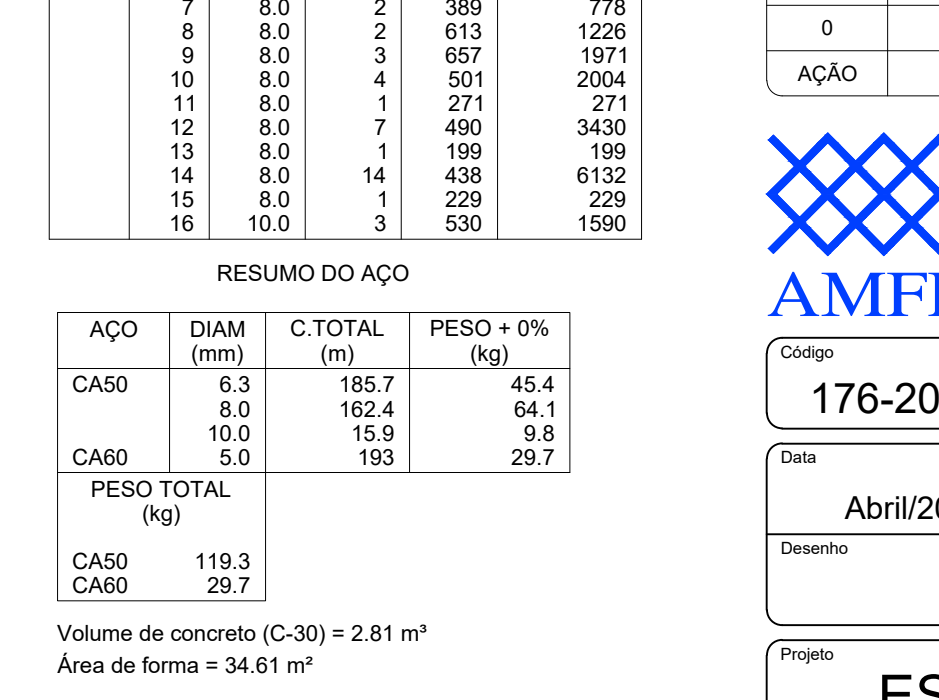 7 8.0 2 389 778
8 8.0 2 613 1226
9 8.0 3 657 1971
10 8.0 4 501 2004
11 8.0 1 271 271
12 8.0 7 490 3430
13 8.0 1 199 199
14 8.0 14 438 6132
15 8.0 1 229 229
16 10.0 3 530 1590
RESUMO DO AÇO
AÇO DIAM C.TOTAL PESO + 0%
(mm) (m) (kg)
CA50 6.3 185.7 45.4
8.0 162.4 64.1
10.0 15.9 9.8
CA60 5.0 193 29.7
PESO TOTAL
(kg)
CA50 119.3
CA60 29.7
Volume de concreto (C-30) = 2.81 m³
Área de forma = 34.61 m²
0
AÇÃO
AMF
Código
176-20
Data
Abril/20
Desenho
Projeto
ES